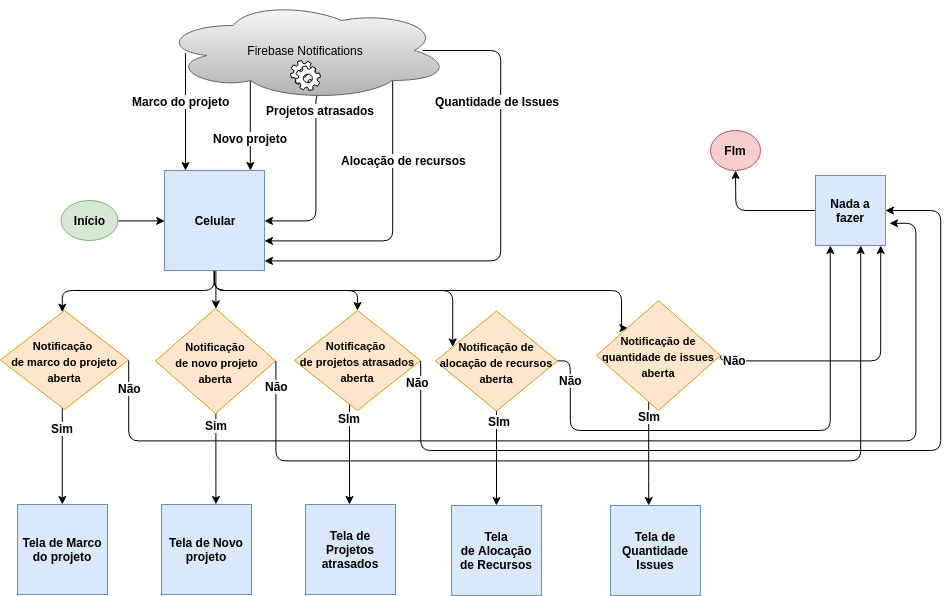 Firebase Notifications
Marco do projeto
Quantidade de Issues
Projetos atrasados
Novo projeto
Alocação de recursos
FIm
Início
Celular
Nada a
fazer
Notificação
de marco do projeto
aberta
Notificação
de novo projeto
aberta
Notificação
de projetos atrasados
aberta
Notificação de
alocação de recursos
aberta
Notificação de
quantidade de issues
aberta
Não
Não
Não
Não
Não
Sim
Sim
SIm
SIm
SIm
Tela de Marco
do projeto
Tela de Novo
projeto
Tela de
Projetos
atrasados
Tela
de Alocação
de Recursos
Tela de
Quantidade
Issues